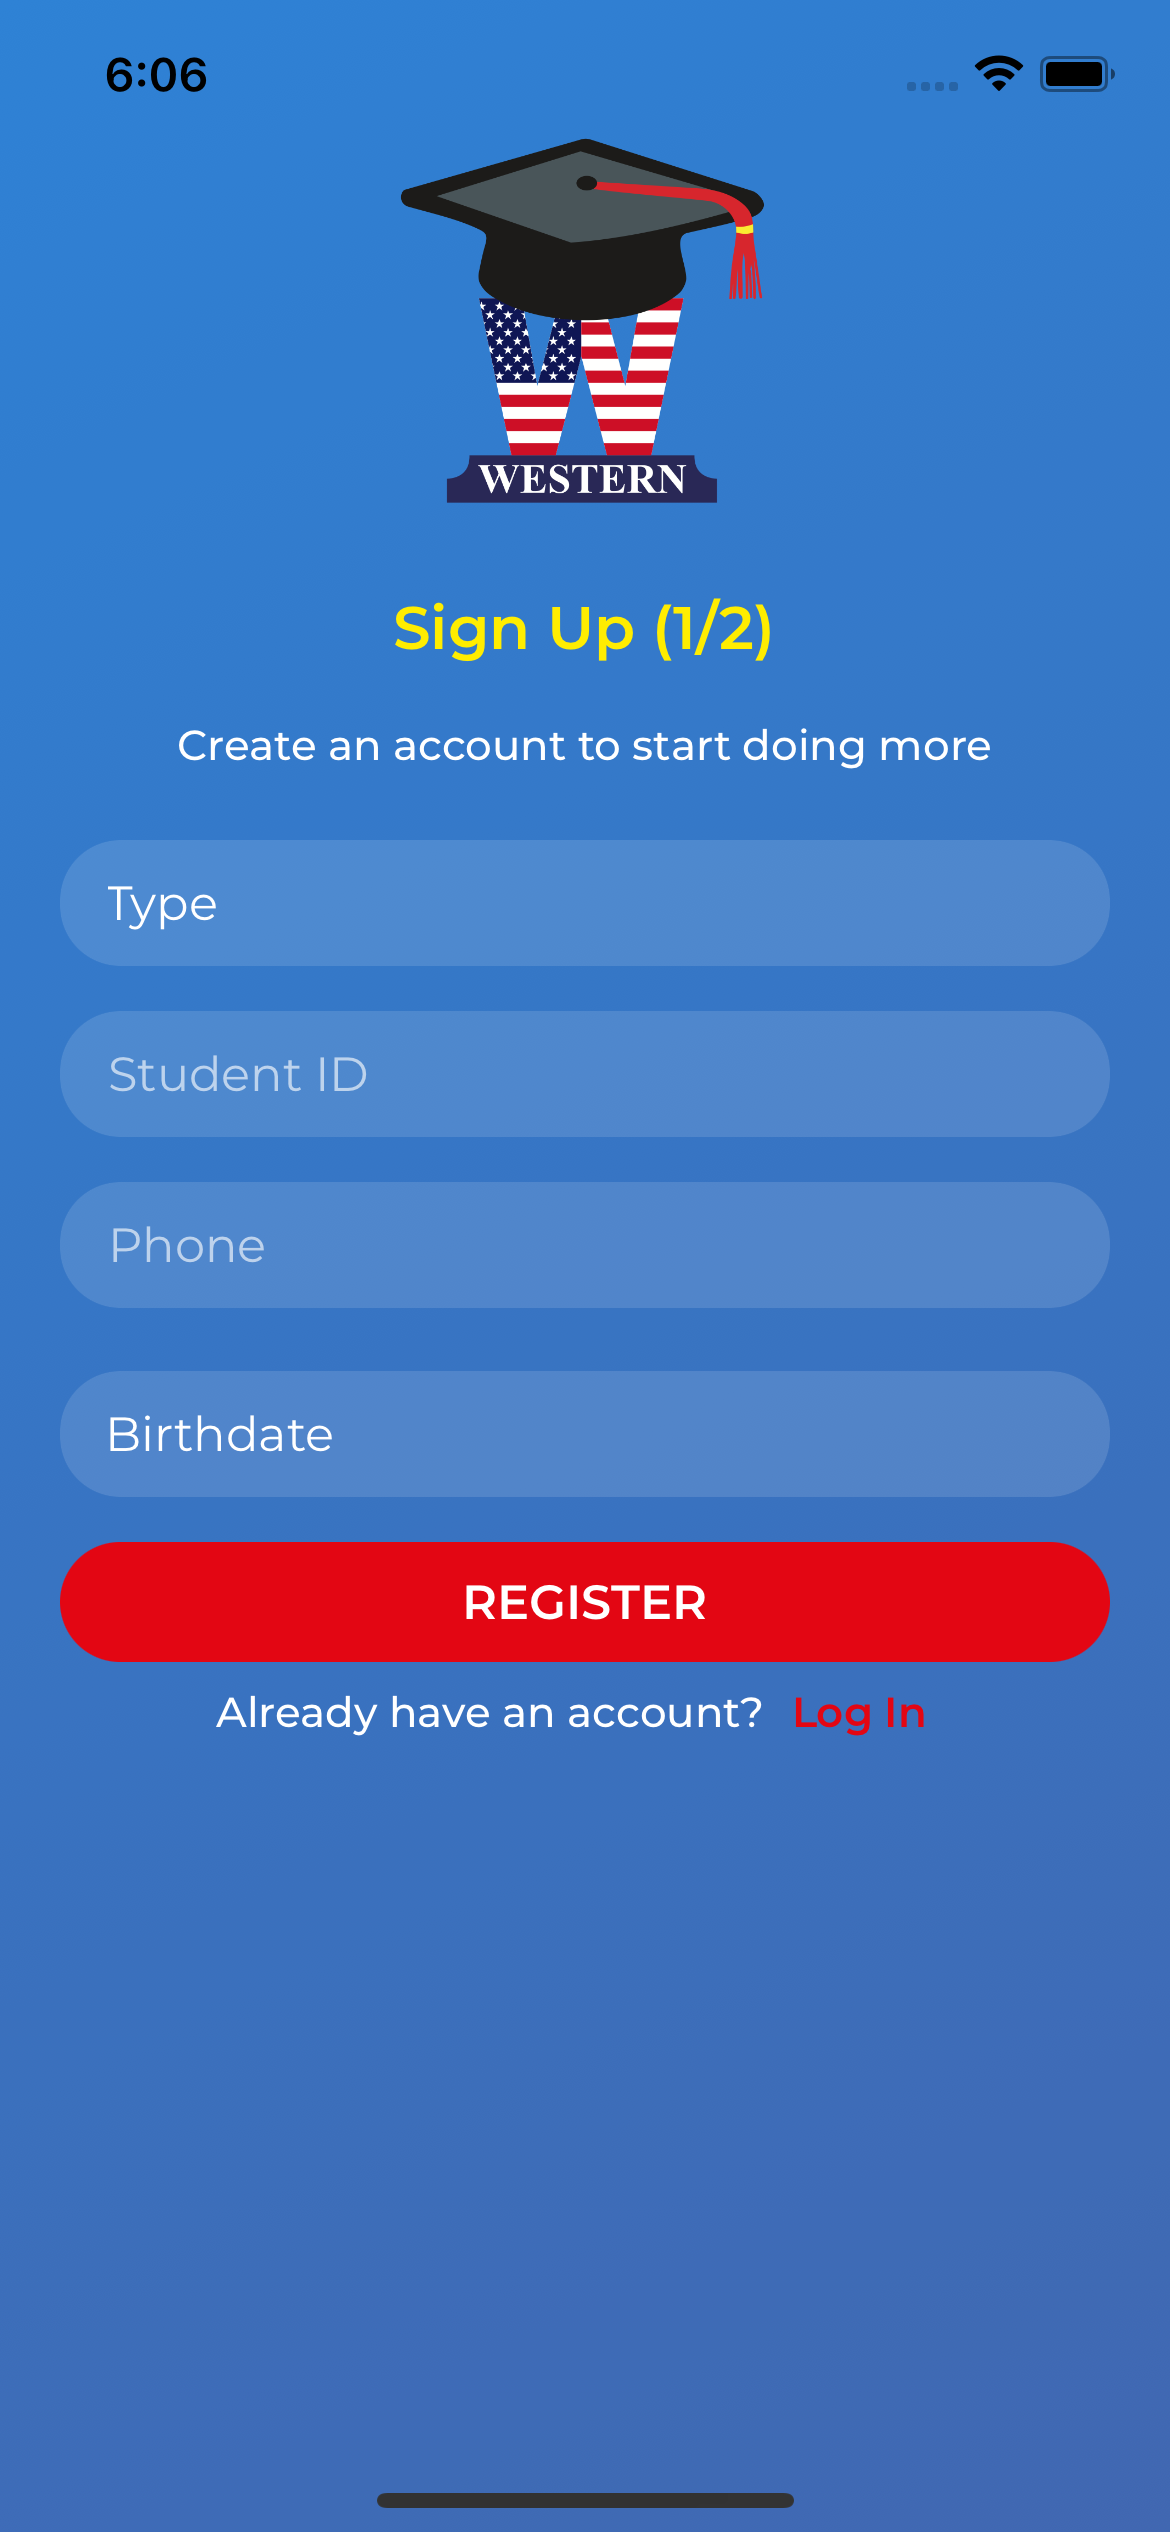 6:06
WESTERN
Sign Up (1/2)
Create an account to start doing more
Type
Student ID
Phone
Birthdate
REGISTER
Already have an account? Log In